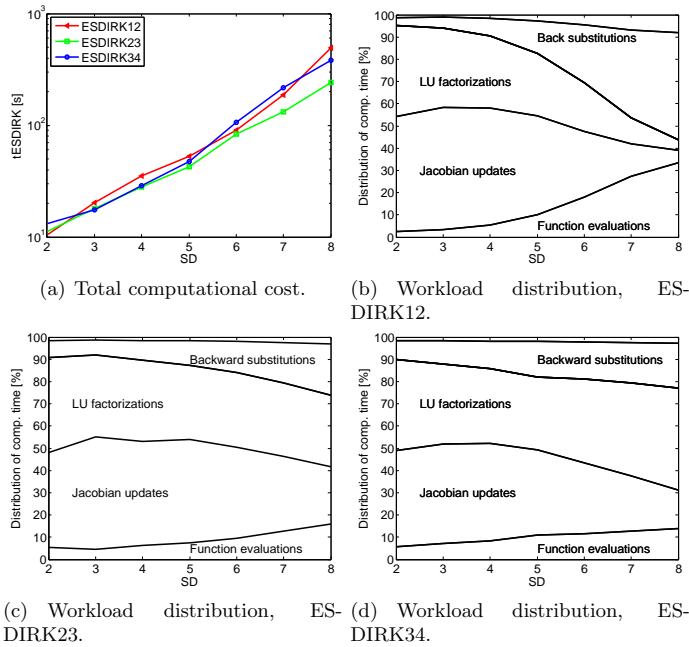 ESDIRK12
ESDIRK23
ESDIRK34
tESDIRK [s]
10³
10²
10¹
2 3 4 5 6 7 8
SD
(a) Total computational cost.
Distribution of comp. time [%]
100
90
80
70
60
50
40
30
20
10
0
Back substitutions
LU factorizations
Jacobian updates
Function evaluations
2 3 4 5 6 7 8
SD
(b) Workload distribution, ES-
DIRK12.
Distribution of comp. time [%]
100
90
80
70
60
50
40
30
20
10
0
Backward substitutions
LU factorizations
Jacobian updates
Function evaluations
2 3 4 5 6 7 8
SD
(c) Workload distribution, ES-
DIRK23.
Distribution of comp. time [%]
100
90
80
70
60
50
40
30
20
10
0
Backward substitutions
LU factorizations
Jacobian updates
Function evaluations
2 3 4 5 6 7 8
SD
(d) Workload distribution, ES-
DIRK34.